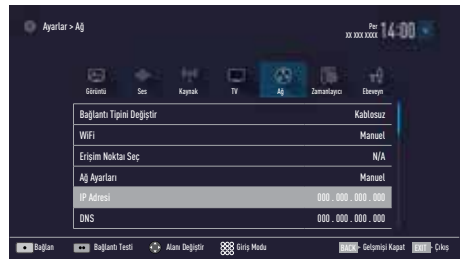 Ayarlar > Ağ
Per
xx xxx xxxx 14:00
Görüntü Ses Kaynak TV Ağ Zamanlayıcı Ebeveyn
Bağlantı Tipini Değiştir Kablosuz
WiFi Manuel
Erişim Noktaı Seç N/A
Ağ Ayarları Manuel
IP Adresi 000 . 000 . 000 . 000
DNS 000 . 000 . 000 . 000
Bağlan Bağlantı Testi Alanı Değiştir Giriş Modu BACK - Gelişmişi Kapat EXIT - Çıkış